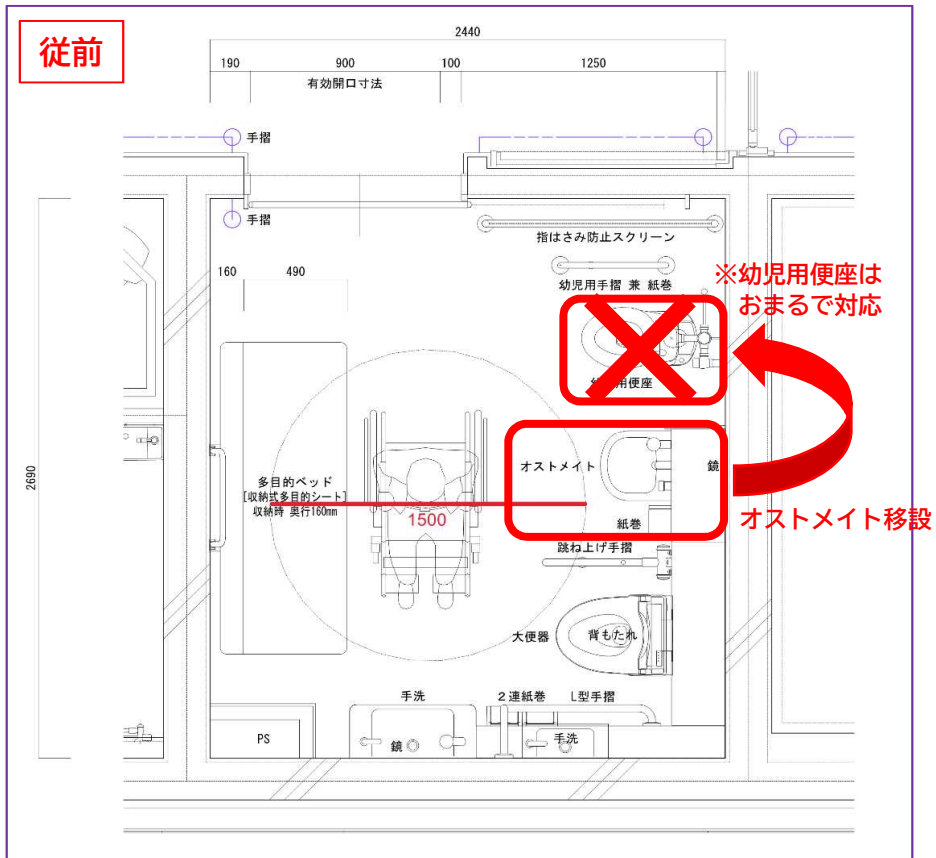 従前
2440
190
900
100
1250
有効開口寸法
手摺
手摺
指はさみ防止スクリーン
160
490
幼児用手摺 兼 紙巻
※幼児用便座は
おまるで対応
用便座
2690
オストメイト
鏡
多目的ベッド
[収納式多目的シート]
収納時 奥行160mm
1500
紙巻
オストメイト移設
跳ね上げ手摺
大便器
背もたれ
手洗
2連紙巻
L型手摺
PS
鏡
手洗